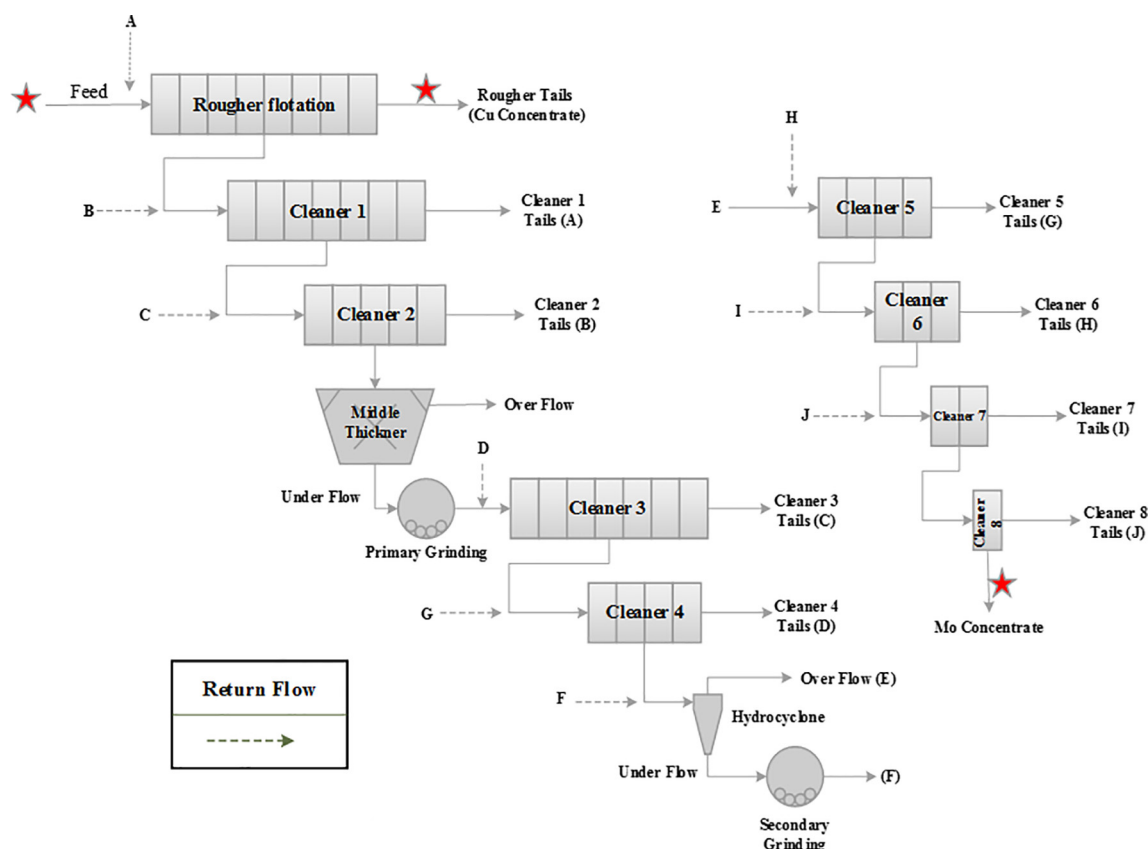 A
Feed
Rougher flotation
Rougher Tails
(Cu Concentrate)
B
Cleaner 1
Cleaner 1
Tails (A)
C
Cleaner 2
Cleaner 2
Tails (B)
Middle
Thickner
Over Flow
Under Flow
Primary Grinding
D
Cleaner 3
Cleaner 3
Tails (C)
G
Cleaner 4
Cleaner 4
Tails (D)
F
Over Flow (E)
Hydrocyclone
Under Flow
(F)
Secondary
Grinding
H
E
Cleaner 5
Cleaner 5
Tails (G)
I
Cleaner
6
Cleaner 6
Tails (H)
J
Cleaner 7
Cleaner 7
Tails (I)
Cleaner
8
Cleaner 8
Tails (J)
Mo Concentrate
Return Flow